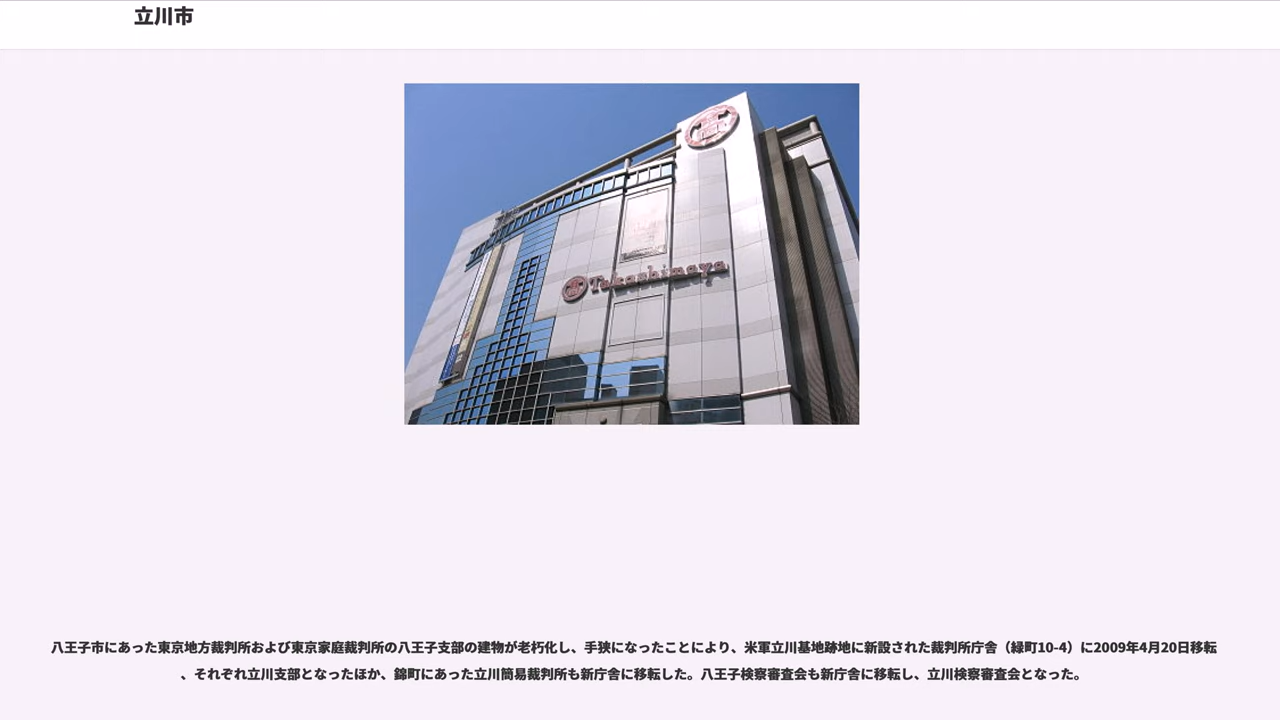 立川市
Takashimaya
八王子市にあった東京地方裁判所および東京家庭裁判所の八王子支部の建物が老朽化し、手狭になったことにより、米軍立川基地跡地に新設された裁判所庁舎（緑町10-4）に2009年4月20日移転
、それぞれ立川支部となったほか、錦町にあった立川簡易裁判所も新庁舎に移転した。八王子検察審査会も新庁舎に移転し、立川検察審査会となった。